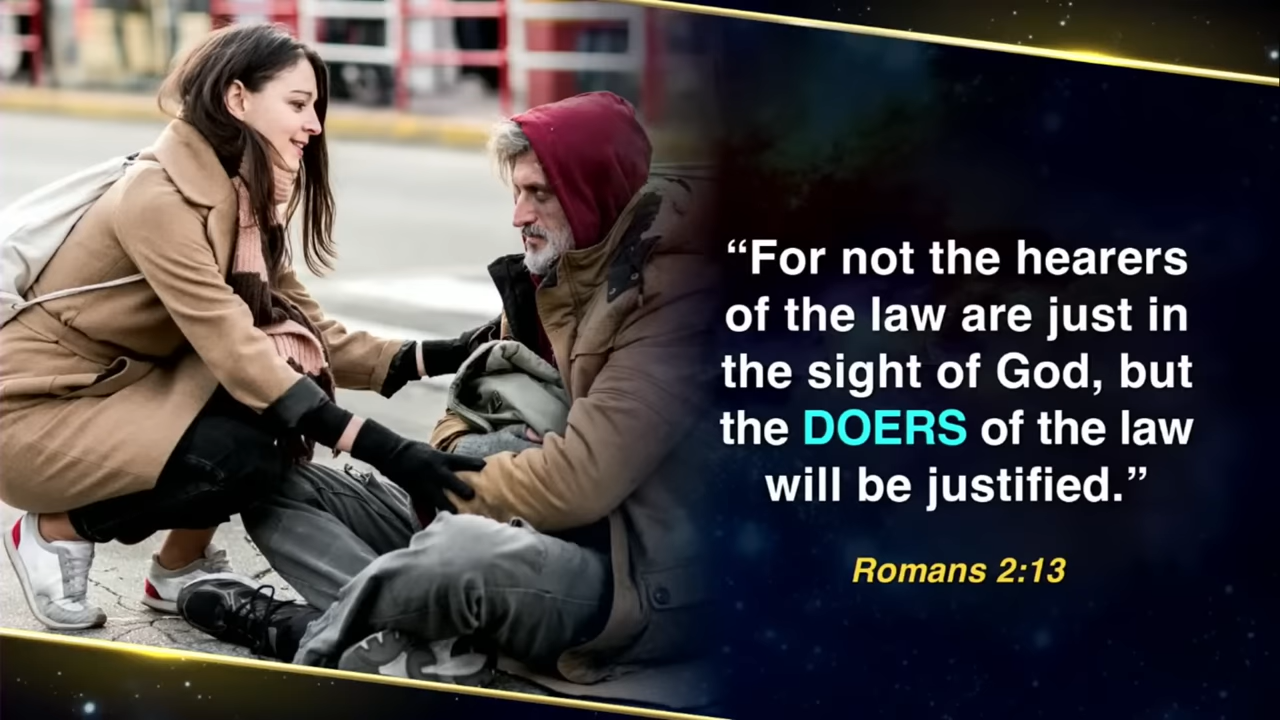 “For not the hearers
of the law are just in
the sight of God, but
the DOERS of the law
will be justified.”
Romans 2:13